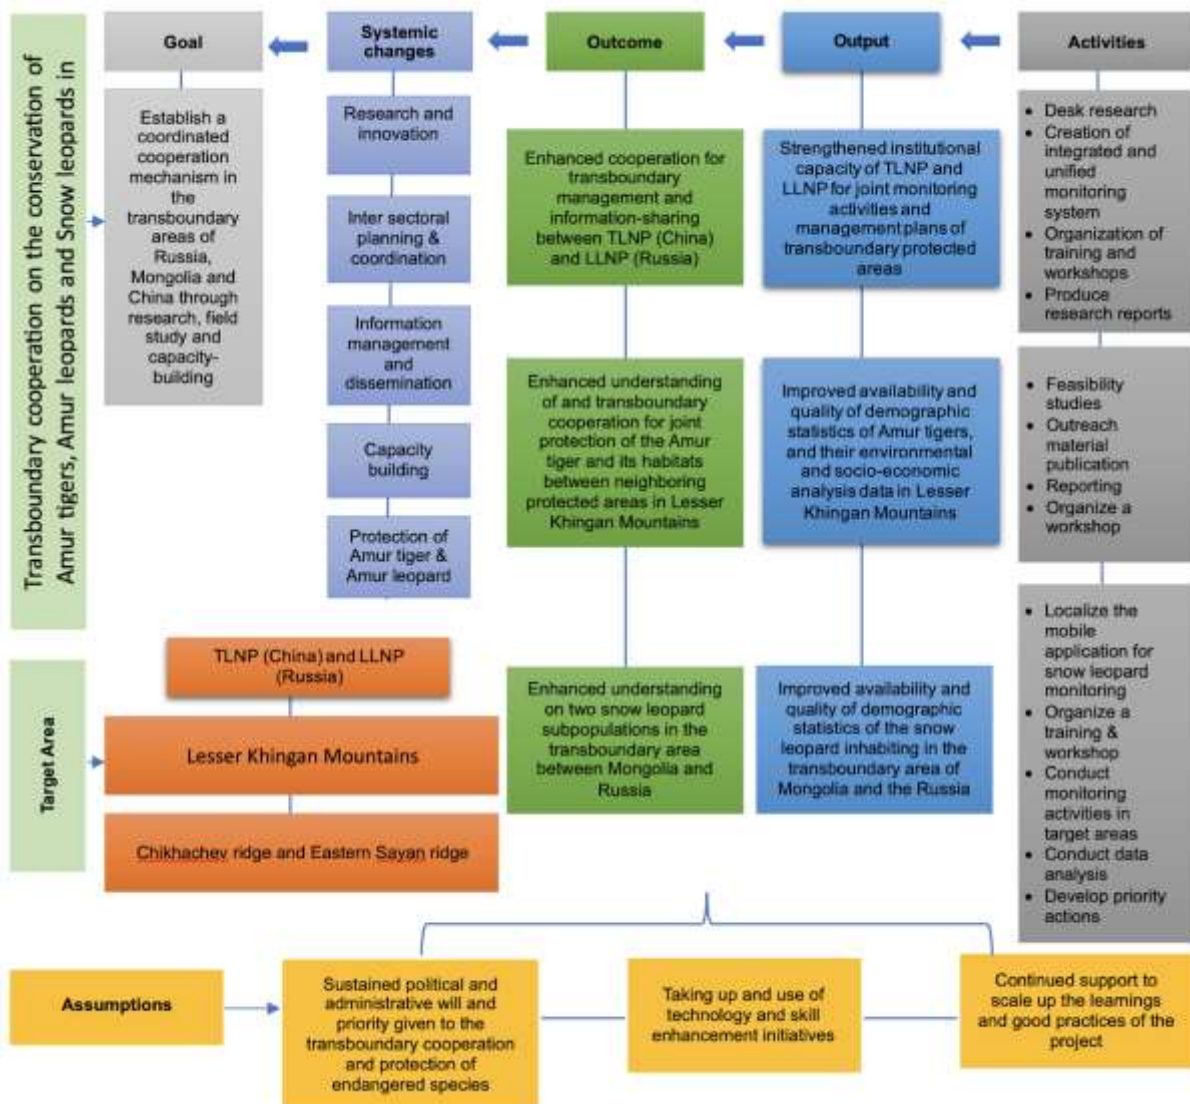 Transboundary cooperation on the conservation of
Amur tigers, Amur leopards and Snow leopards in
Goal
Establish a
coordinated
cooperation
mechanism in
the
transboundary
areas of
Russia,
Mongolia and
China through
research, field
study and
capacity-
building
Systemic
changes
Research and
innovation
Inter sectoral
planning &
coordination
Information
management
and
dissemination
Capacity
building
Protection of
Amur tiger &
Amur leopard
Outcome
Enhanced cooperation for
transboundary
management and
information-sharing
between TLNP (China)
and LLNP (Russia)
Enhanced understanding
of and transboundary
cooperation for joint
protection of the Amur
tiger and its habitats
between neighboring
protected areas in Lesser
Khingan Mountains
Enhanced understanding
on two snow leopard
subpopulations in the
transboundary area
between Mongolia and
Russia
Output
Strengthened institutional
capacity of TLNP and
LLNP for joint monitoring
activities and
management plans of
transboundary protected
areas
Improved availability and
quality of demographic
statistics of Amur tigers,
and their environmental
and socio-economic
analysis data in Lesser
Khingan Mountains
Improved availability and
quality of demographic
statistics of the snow
leopard inhabiting in the
transboundary area of
Mongolia and the Russia
Activities
• Desk research
• Creation of
integrated and
unified
monitoring
system
• Organization of
training and
workshops
• Produce
research reports
• Feasibility
studies
• Outreach
material
publication
• Reporting
• Organize a
workshop
• Localize the
mobile
application for
snow leopard
monitoring
• Organize a
training &
workshop
• Conduct
monitoring
activities in
target areas
• Conduct data
analysis
• Develop priority
actions
Target Area
TLNP (China) and LLNP
(Russia)
Lesser Khingan Mountains
Chikhachev ridge and Eastern Sayan ridge
Assumptions
Sustained political and
administrative will and
priority given to the
transboundary cooperation
and protection of
endangered species
Taking up and use of
technology and skill
enhancement initiatives
Continued support to
scale up the learnings
and good practices of the
project